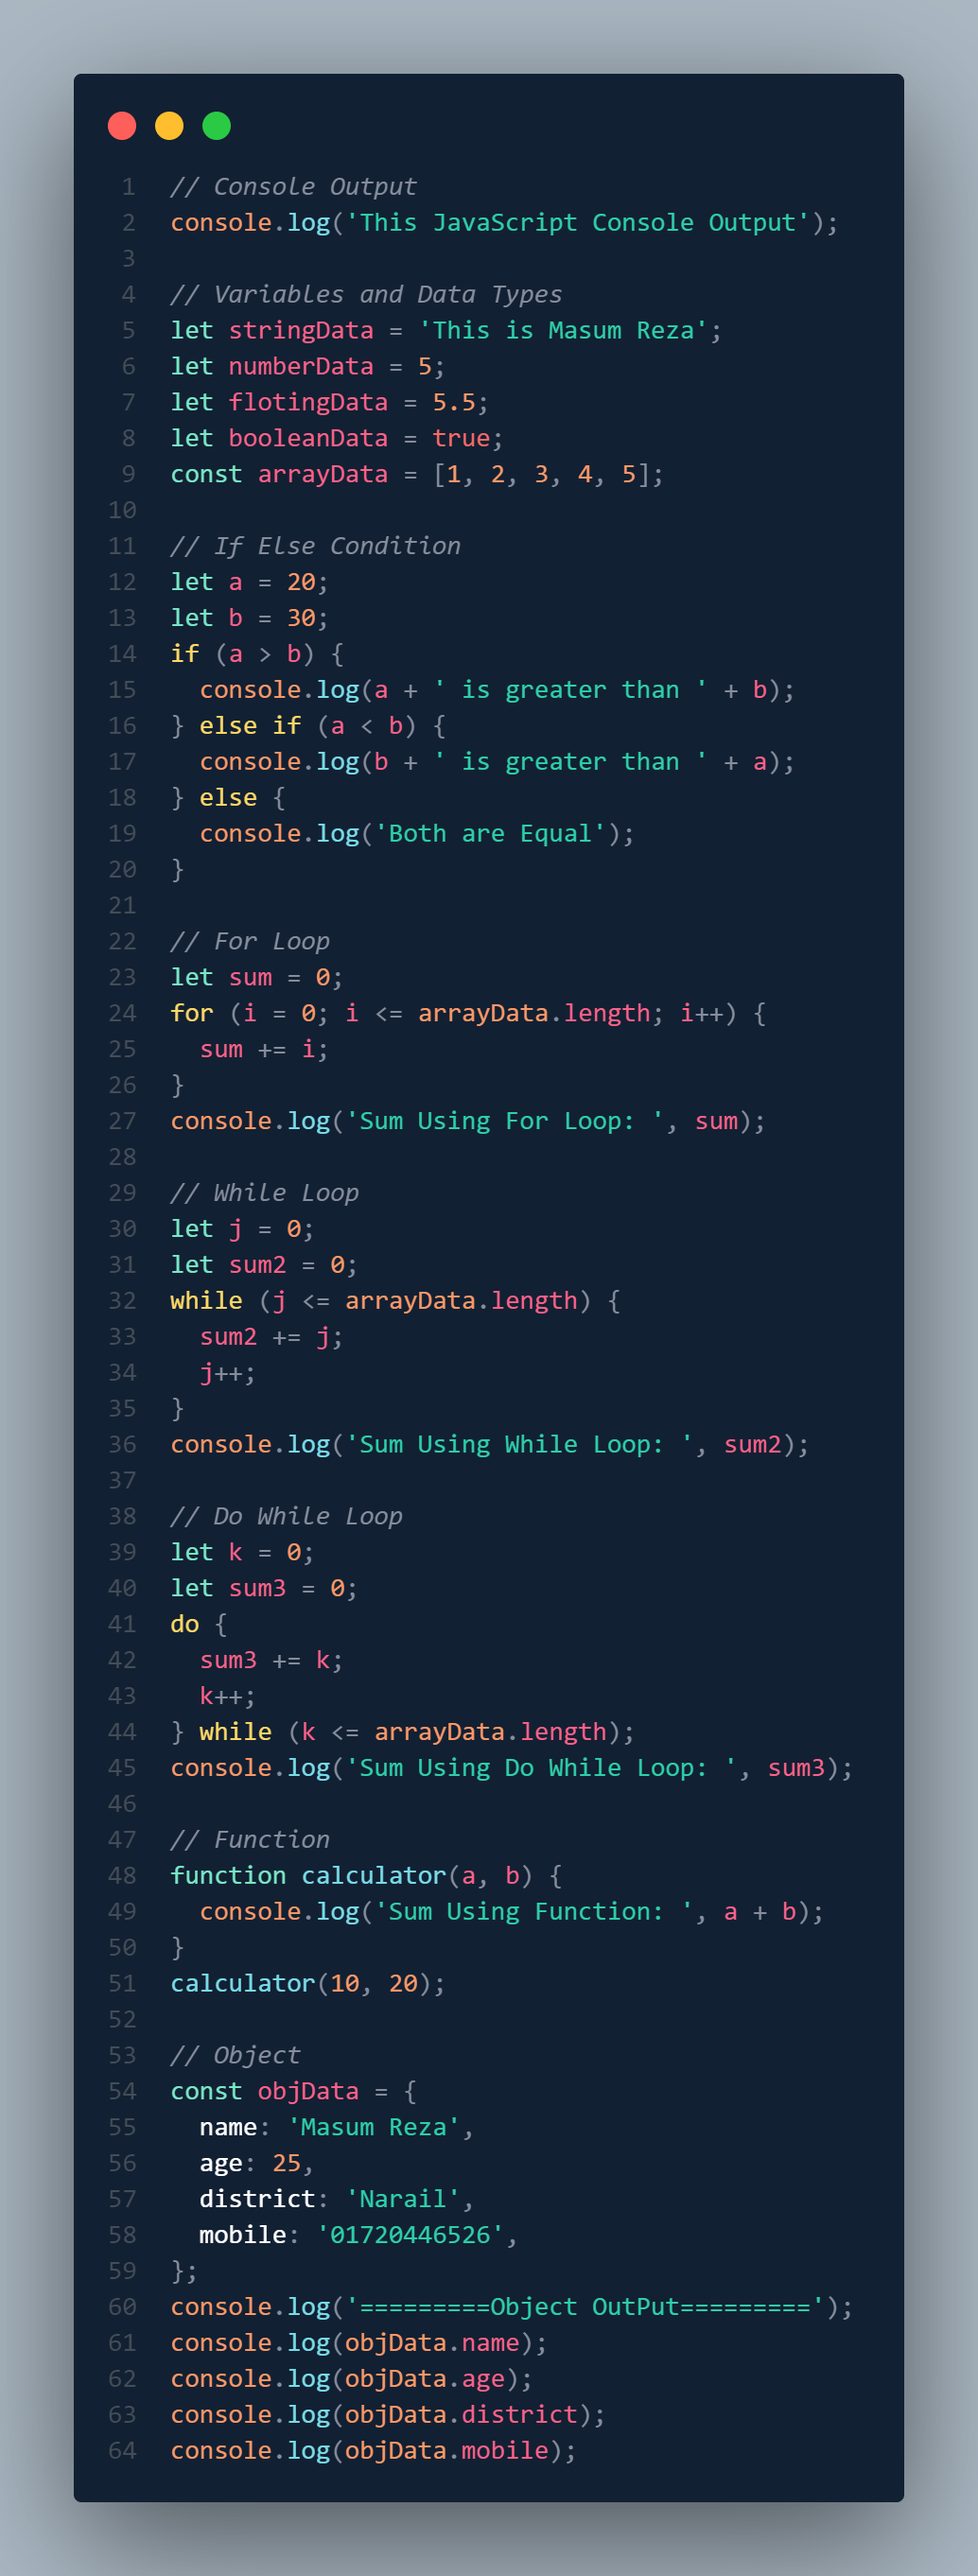 1 // Console Output
2 console.log('This JavaScript Console Output');
3
4 // Variables and Data Types
5 let stringData = 'This is Masum Reza';
6 let numberData = 5;
7 let flotingData = 5.5;
8 let booleanData = true;
9 const arrayData = [1, 2, 3, 4, 5];
10
11 // If Else Condition
12 let a = 20;
13 let b = 30;
14 if (a > b) {
15   console.log(a + ' is greater than ' + b);
16 } else if (a < b) {
17   console.log(b + ' is greater than ' + a);
18 } else {
19   console.log('Both are Equal');
20 }
21
22 // For Loop
23 let sum = 0;
24 for (i = 0; i <= arrayData.length; i++) {
25   sum += i;
26 }
27 console.log('Sum Using For Loop: ', sum);
28
29 // While Loop
30 let j = 0;
31 let sum2 = 0;
32 while (j <= arrayData.length) {
33   sum2 += j;
34   j++;
35 }
36 console.log('Sum Using While Loop: ', sum2);
37
38 // Do While Loop
39 let k = 0;
40 let sum3 = 0;
41 do {
42   sum3 += k;
43   k++;
44 } while (k <= arrayData.length);
45 console.log('Sum Using Do While Loop: ', sum3);
46
47 // Function
48 function calculator(a, b) {
49   console.log('Sum Using Function: ', a + b);
50 }
51 calculator(10, 20);
52
53 // Object
54 const objData = {
55   name: 'Masum Reza',
56   age: 25,
57   district: 'Narail',
58   mobile: '01720446526',
59 };
60 console.log('=========Object OutPut=========');
61 console.log(objData.name);
62 console.log(objData.age);
63 console.log(objData.district);
64 console.log(objData.mobile);